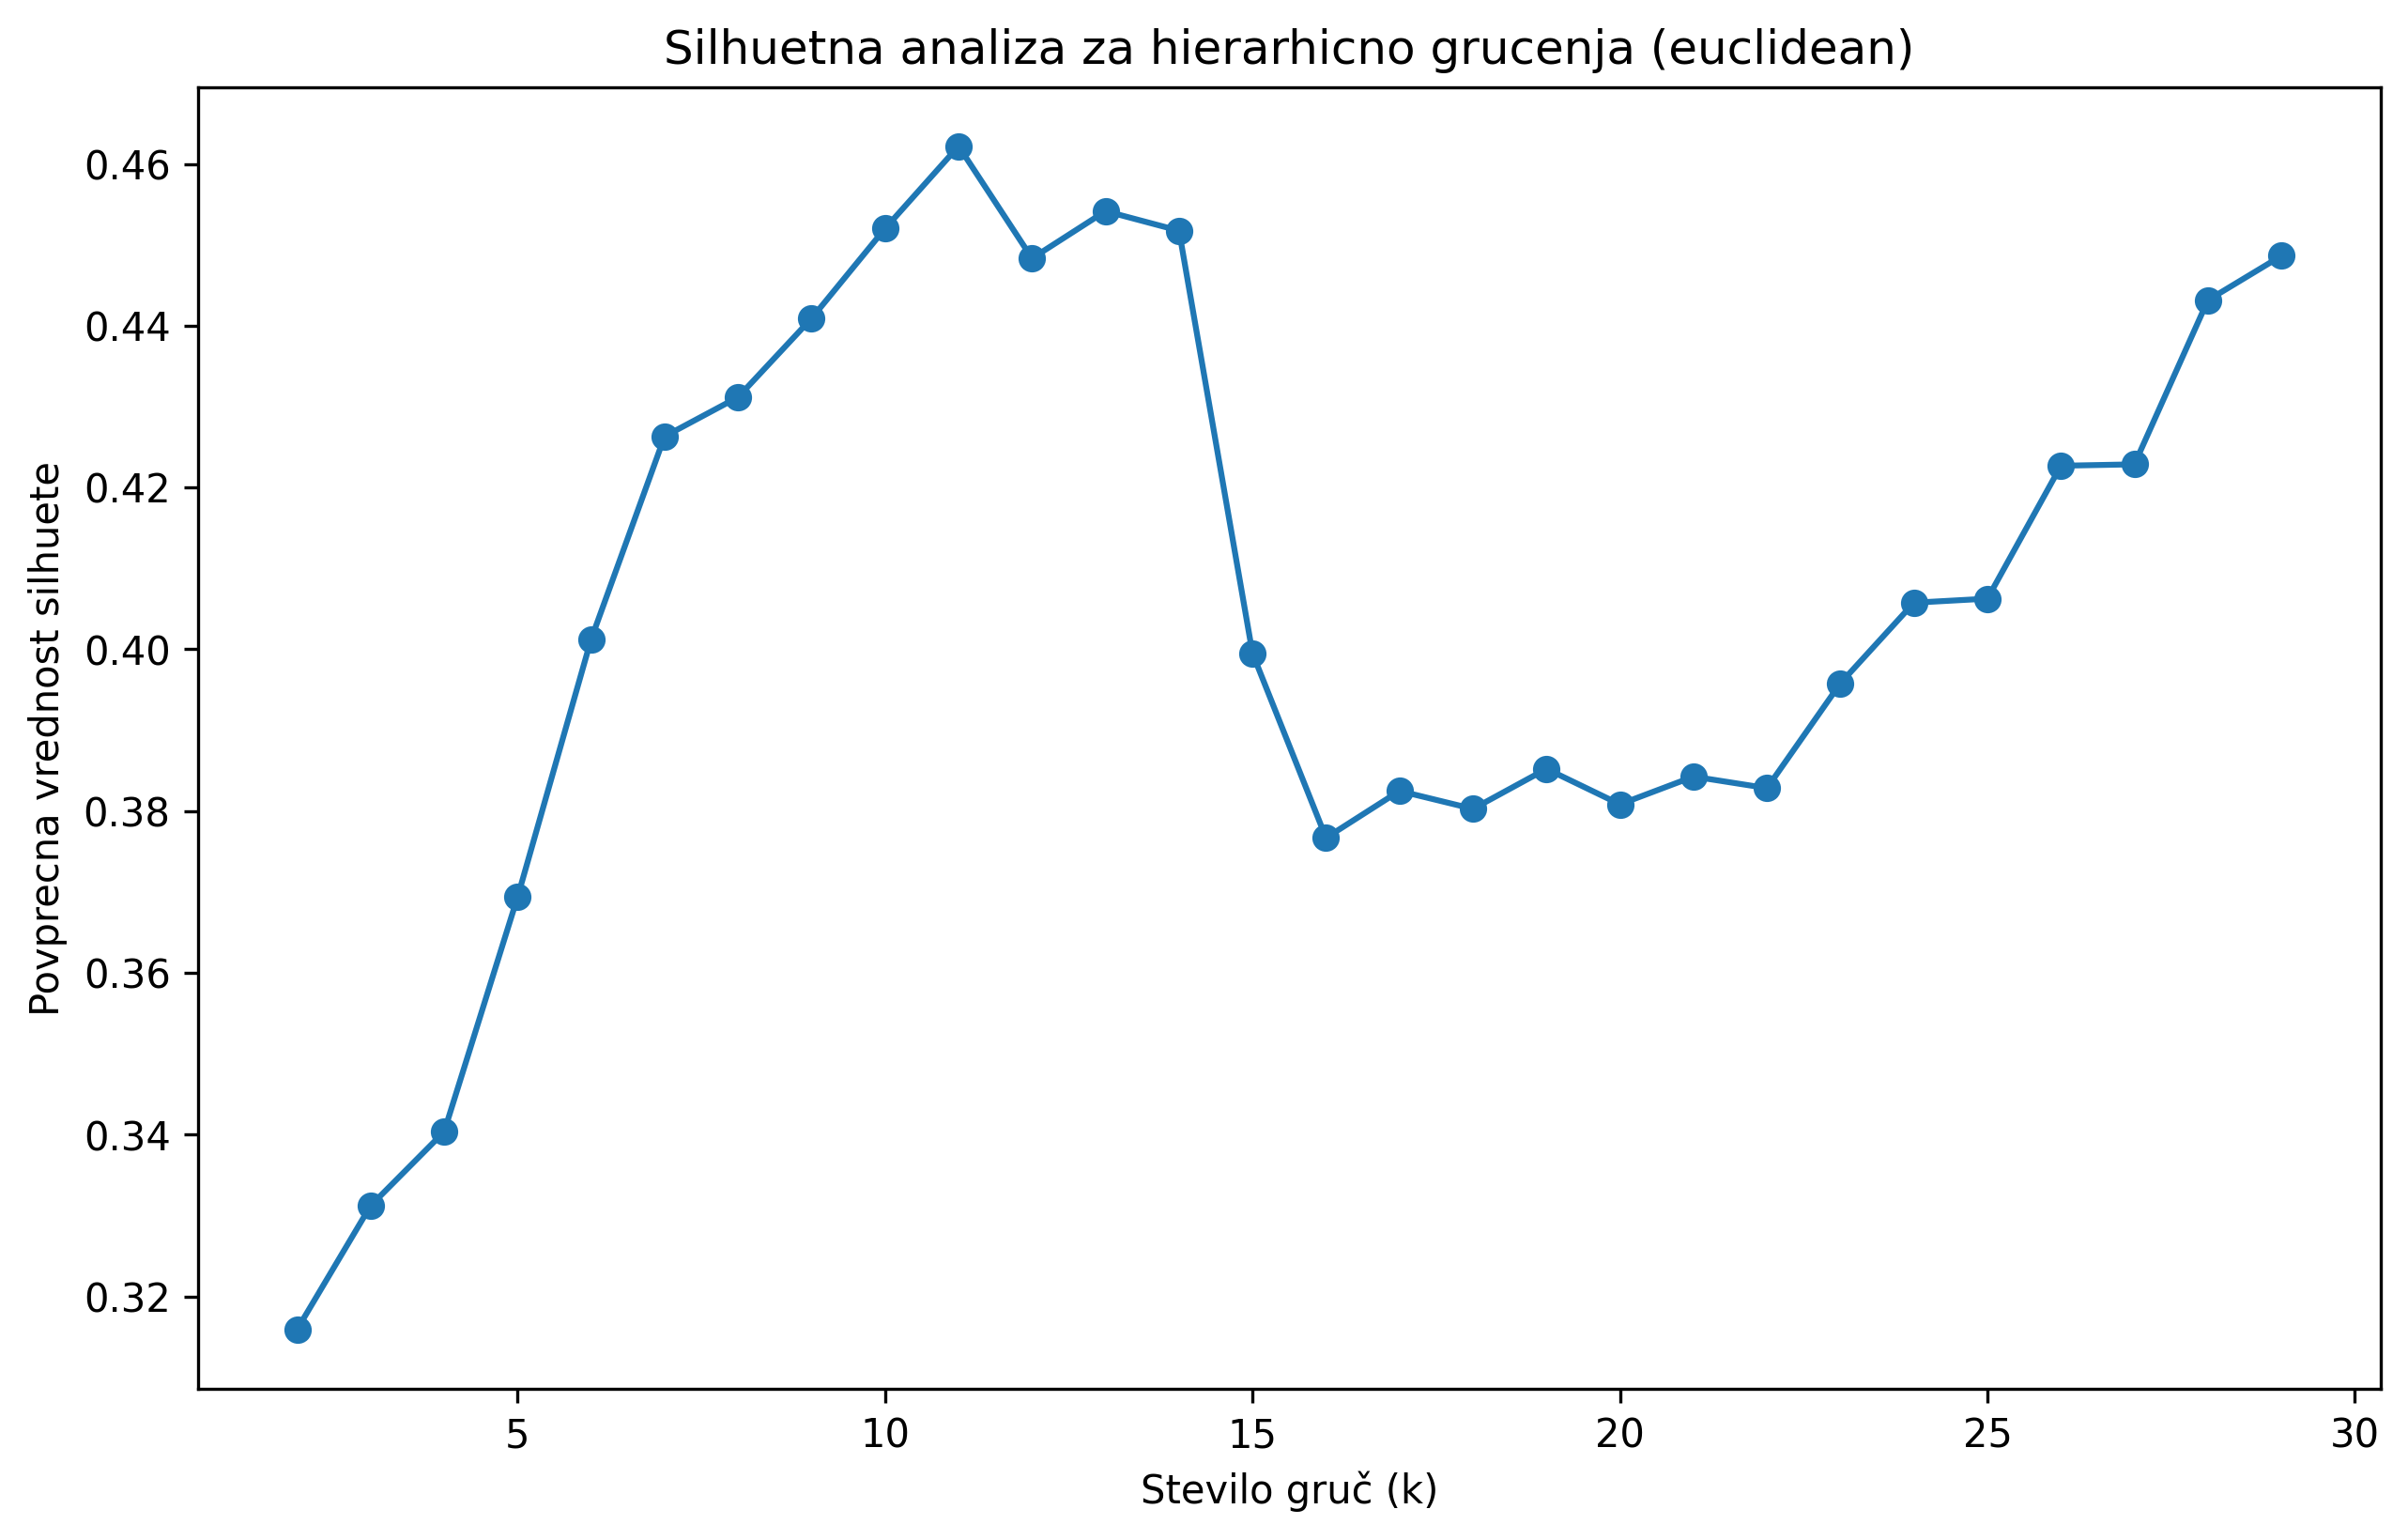 Silhuetna analiza za hierarhicno grucenja (euclidean)
Povprecna vrednost silhuete
0.46
0.44
0.42
0.40
0.38
0.36
0.34
0.32
5 10 15 20 25 30
Stevilo gruč (k)